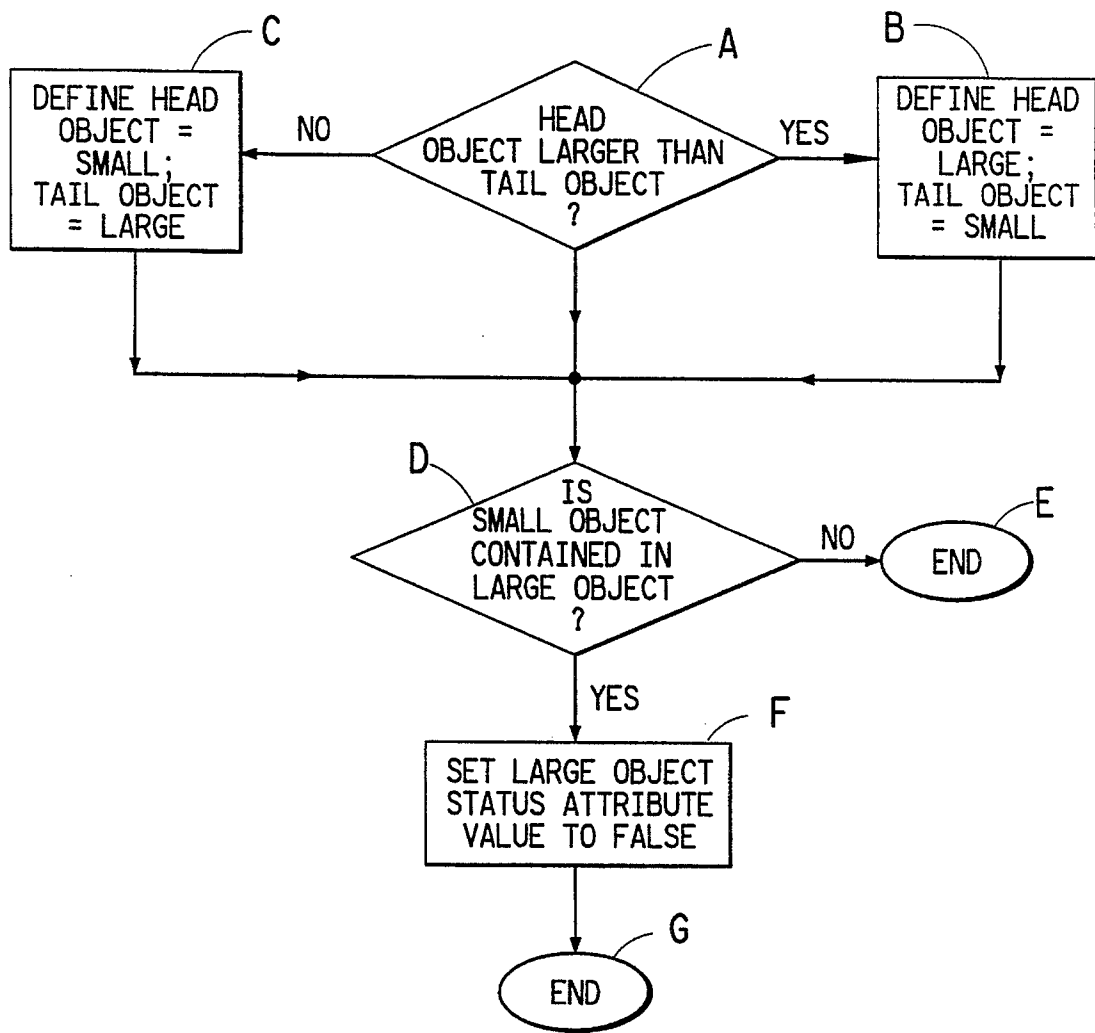 C
A
B
DEFINE HEAD
OBJECT =
SMALL;
TAIL OBJECT
= LARGE
NO
HEAD
OBJECT LARGER THAN
TAIL OBJECT
?
YES
DEFINE HEAD
OBJECT =
LARGE;
TAIL OBJECT
= SMALL
D
IS
SMALL OBJECT
CONTAINED IN
LARGE OBJECT
?
NO
E
END
YES
F
SET LARGE OBJECT
STATUS ATTRIBUTE
VALUE TO FALSE
G
END